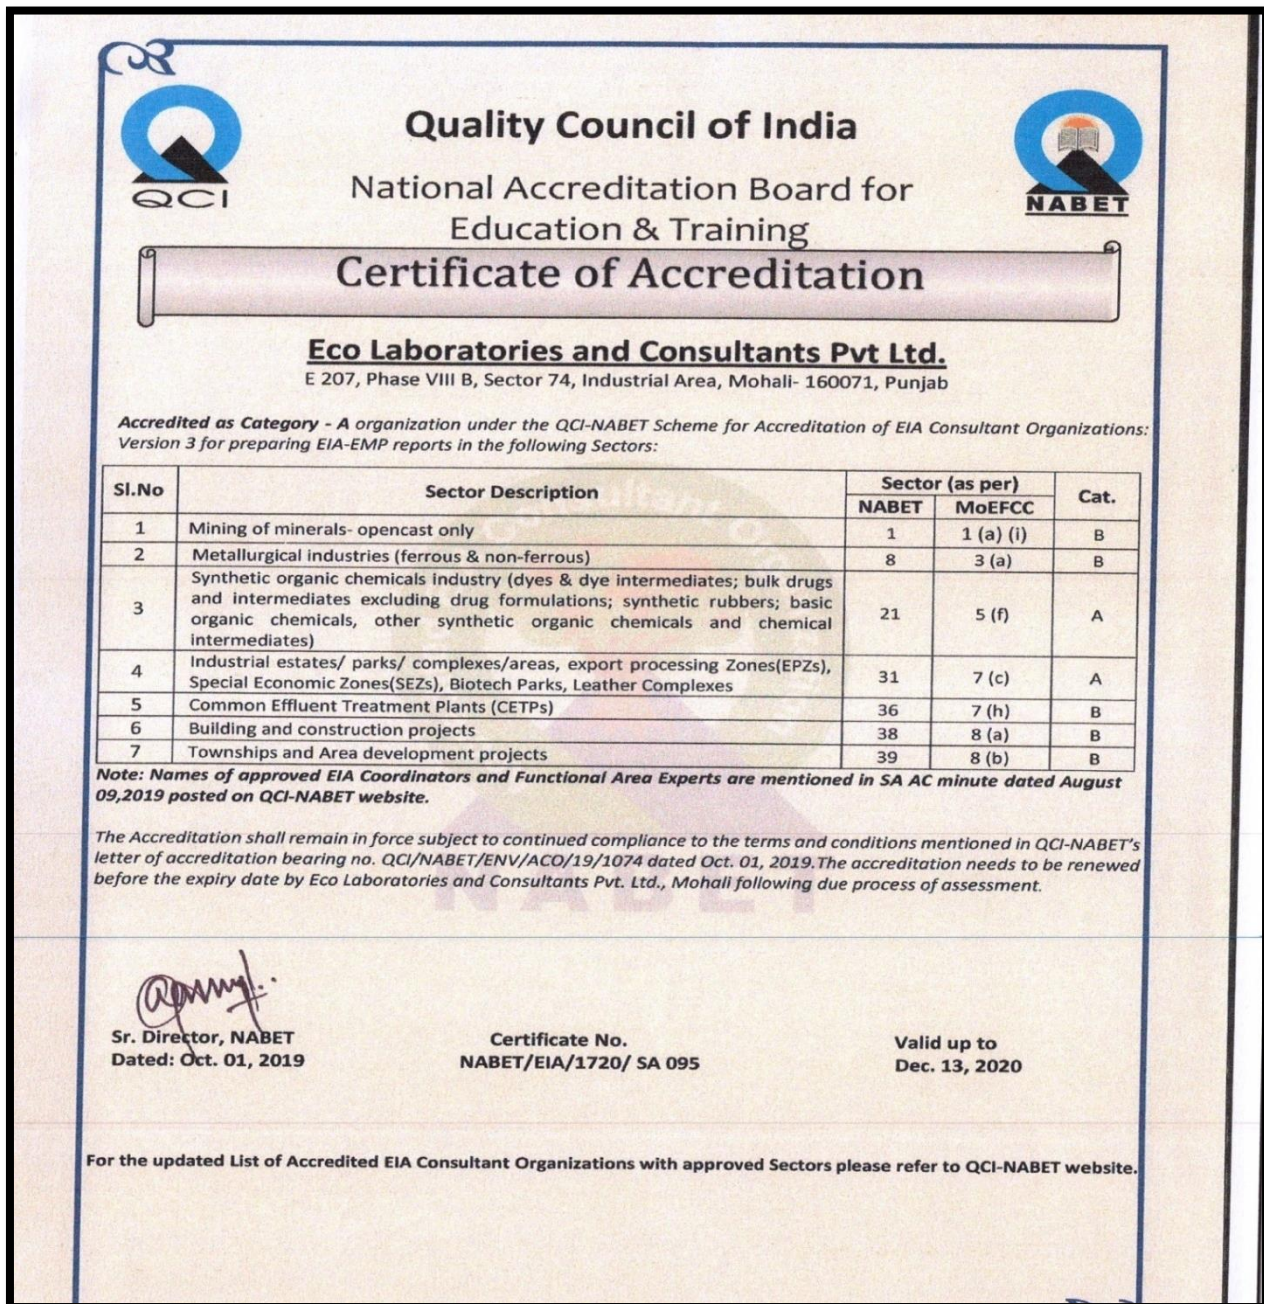 Quality Council of India
QCI
NABET
National Accreditation Board for
Education & Training
Certificate of Accreditation
Eco Laboratories and Consultants Pvt Ltd.
E 207, Phase VIII B, Sector 74, Industrial Area, Mohali- 160071, Punjab
Accredited as Category - A organization under the QCI-NABET Scheme for Accreditation of EIA Consultant Organizations:
Version 3 for preparing EIA-EMP reports in the following Sectors:
Sl.No Sector Description Sector (as per) Cat.
NABET MoEFCC
1 Mining of minerals- opencast only 1 1 (a) (i) B
2 Metallurgical industries (ferrous & non-ferrous) 8 3 (a) B
Synthetic organic chemicals industry (dyes & dye intermediates; bulk drugs
and intermediates excluding drug formulations; synthetic rubbers; basic
3 organic chemicals, other synthetic organic chemicals and chemical 21 5 (f) A
intermediates)
Industrial estates/ parks/ complexes/areas, export processing Zones(EPZs),
4 Special Economic Zones(SEZs), Biotech Parks, Leather Complexes 31 7 (c) A
5 Common Effluent Treatment Plants (CETPs) 36 7 (h) B
6 Building and construction projects 38 8 (a) B
7 Townships and Area development projects 39 8 (b) B
Note: Names of approved EIA Coordinators and Functional Area Experts are mentioned in SA AC minute dated August
09,2019 posted on QCI-NABET website.
The Accreditation shall remain in force subject to continued compliance to the terms and conditions mentioned in QCI-NABET's
letter of accreditation bearing no. QCI/NABET/ENV/ACO/19/1074 dated Oct. 01, 2019.The accreditation needs to be renewed
before the expiry date by Eco Laboratories and Consultants Pvt. Ltd., Mohali following due process of assessment.
NABET
Sr. Director, NABET
Dated: Oct. 01, 2019
Certificate No.
NABET/EIA/1720/ SA 095
Valid up to
Dec. 13, 2020
For the updated List of Accredited EIA Consultant Organizations with approved Sectors please refer to QCI-NABET website.